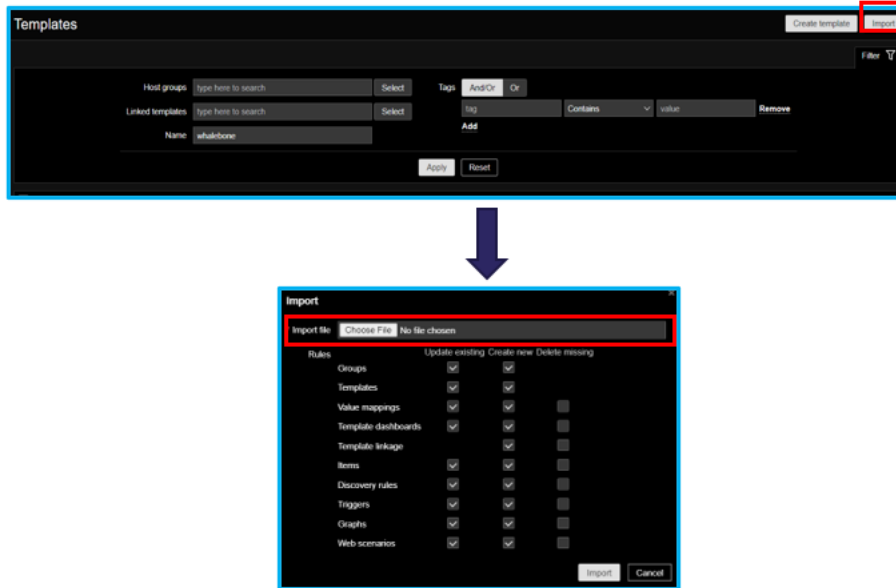 Templates
Create template Import
Filter
Host groups type here to search Select Tags And/Or Or
Linked templates type here to search Select tag Contains value Remove
Add
Name whalebone
Apply Reset
Import
* Import file Choose File No file chosen
Rules Update existing Create new Delete missing
Groups
Templates
Value mappings
Template dashboards
Template linkage
Items
Discovery rules
Triggers
Graphs
Web scenarios
Import Cancel